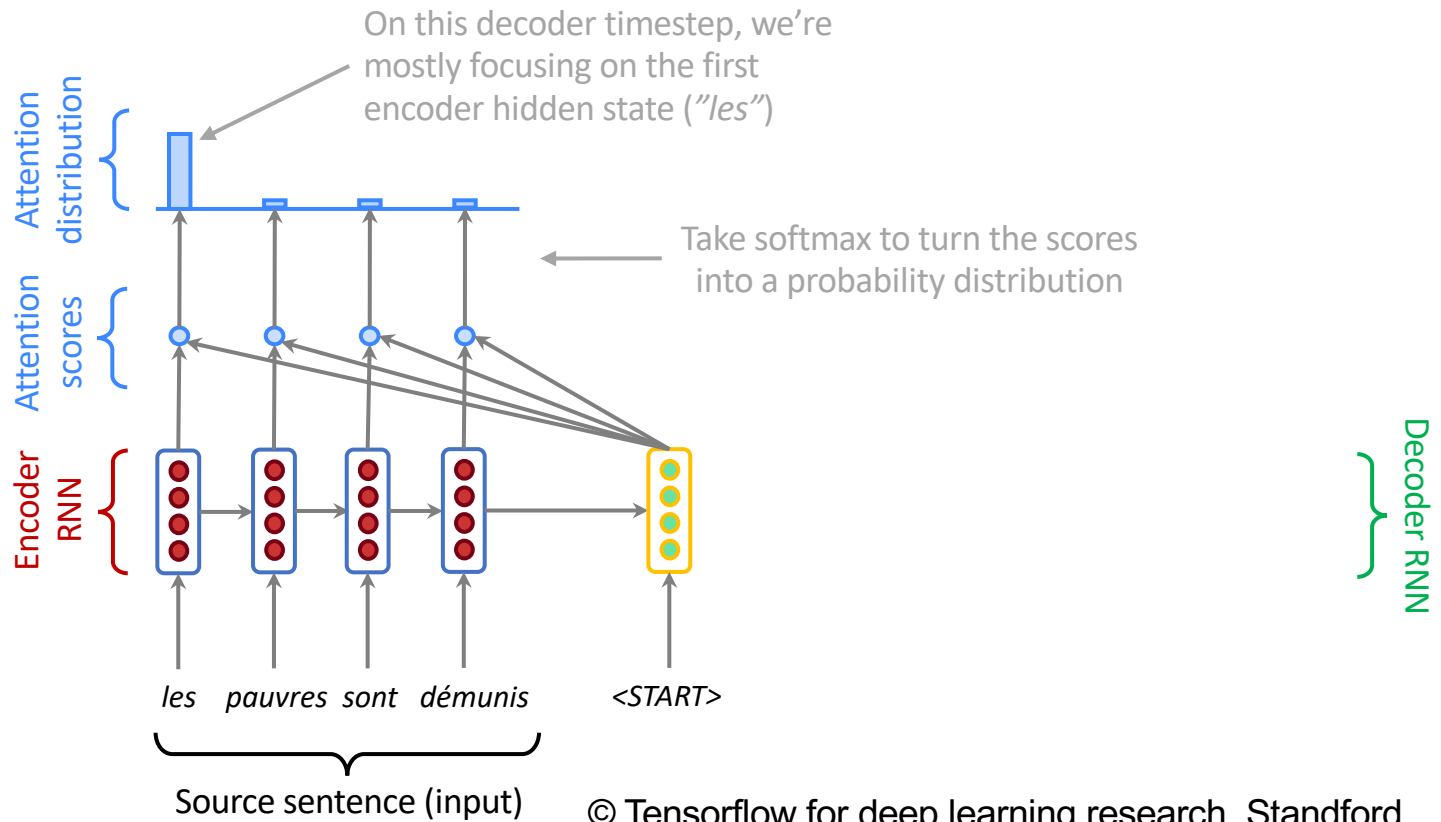 On this decoder timestep, we’re
mostly focusing on the first
encoder hidden state (”les”)
Attention
distribution
Take softmax to turn the scores
into a probability distribution
Attention
scores
Encoder
RNN
Decoder RNN
les pauvres sont démunis <START>
Source sentence (input)
© Tensorflow for deep learning research. Standford